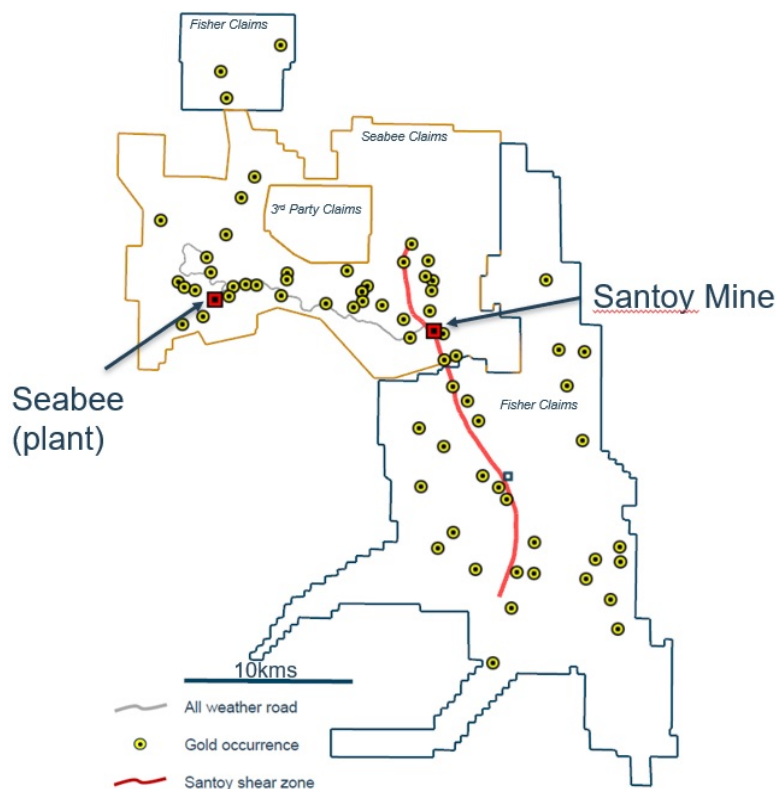 Fisher Claims
Seabee Claims
3rd Party Claims
Santoy Mine
Seabee
(plant)
Fisher Claims
10kms
All weather road
Gold occurrence
Santoy shear zone